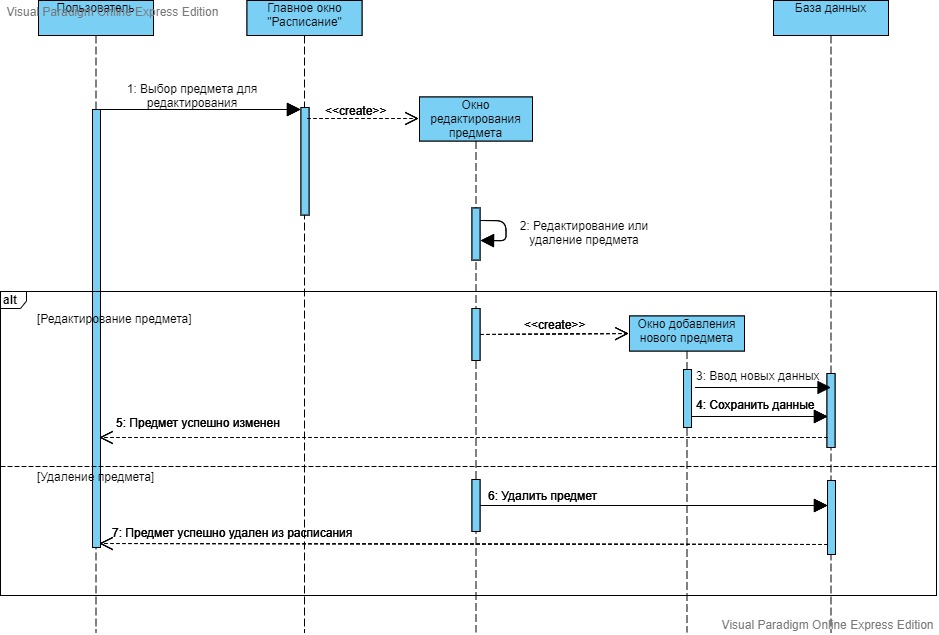 Visual Paradigm Online Express Edition
Пользователь
Главное окно
"Расписание"
База данных
1: Выбор предмета для
редактирования
<<create>>
Окно
редактирования
предмета
2: Редактирование или
удаление предмета
alt
[Редактирование предмета]
<<create>>
Окно добавления
нового предмета
3: Ввод новых данных
4: Сохранить данные
5: Предмет успешно изменен
[Удаление предмета]
6: Удалить предмет
7: Предмет успешно удален из расписания
Visual Paradigm Online Express Edition